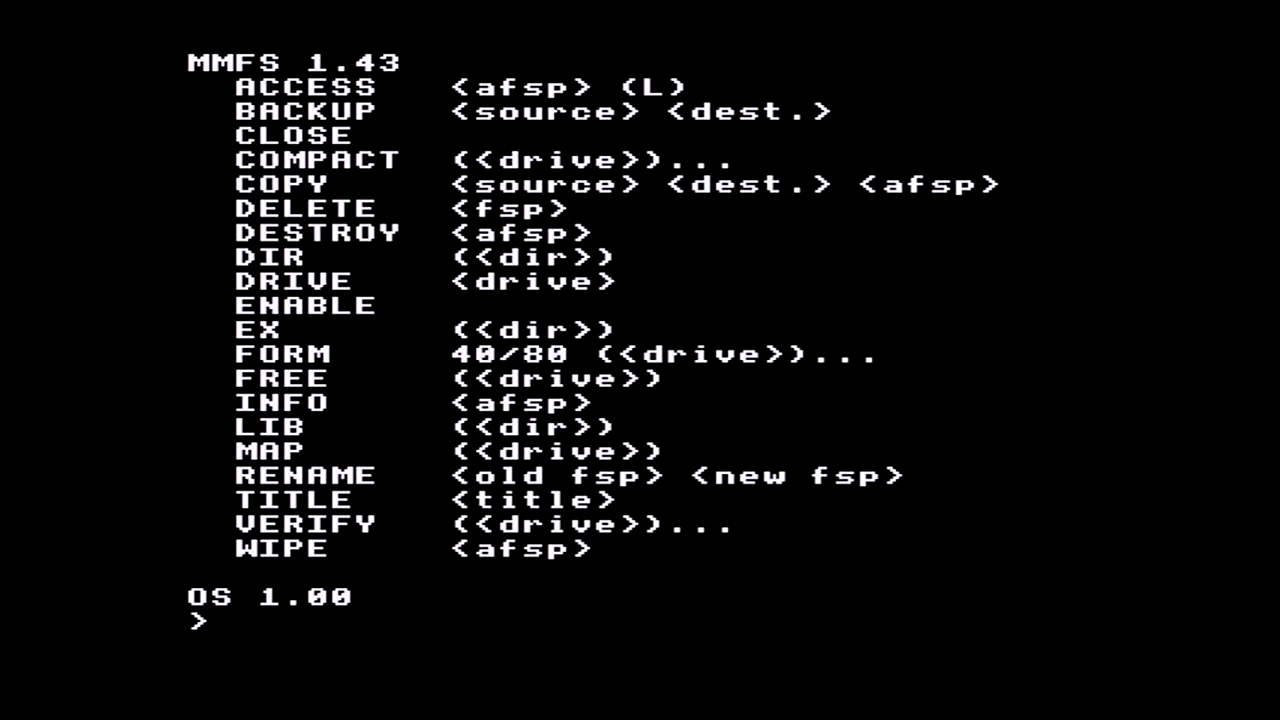 MMFS 1.43
ACCESS <afsp> (L)
BACKUP <source> <dest.>
CLOSE
COMPACT (<drive>)...
COPY <source> <dest.> <afsp>
DELETE <fsp>
DESTROY <afsp>
DIR (<dir>)
DRIVE <drive>
ENABLE
EX (<dir>)
FORM 40/80 (<drive>)...
FREE (<drive>)
INFO <afsp>
LIB (<dir>)
MAP (<drive>)
RENAME <old fsp> <new fsp>
TITLE <title>
VERIFY (<drive>)...
WIPE <afsp>
OS 1.00
>